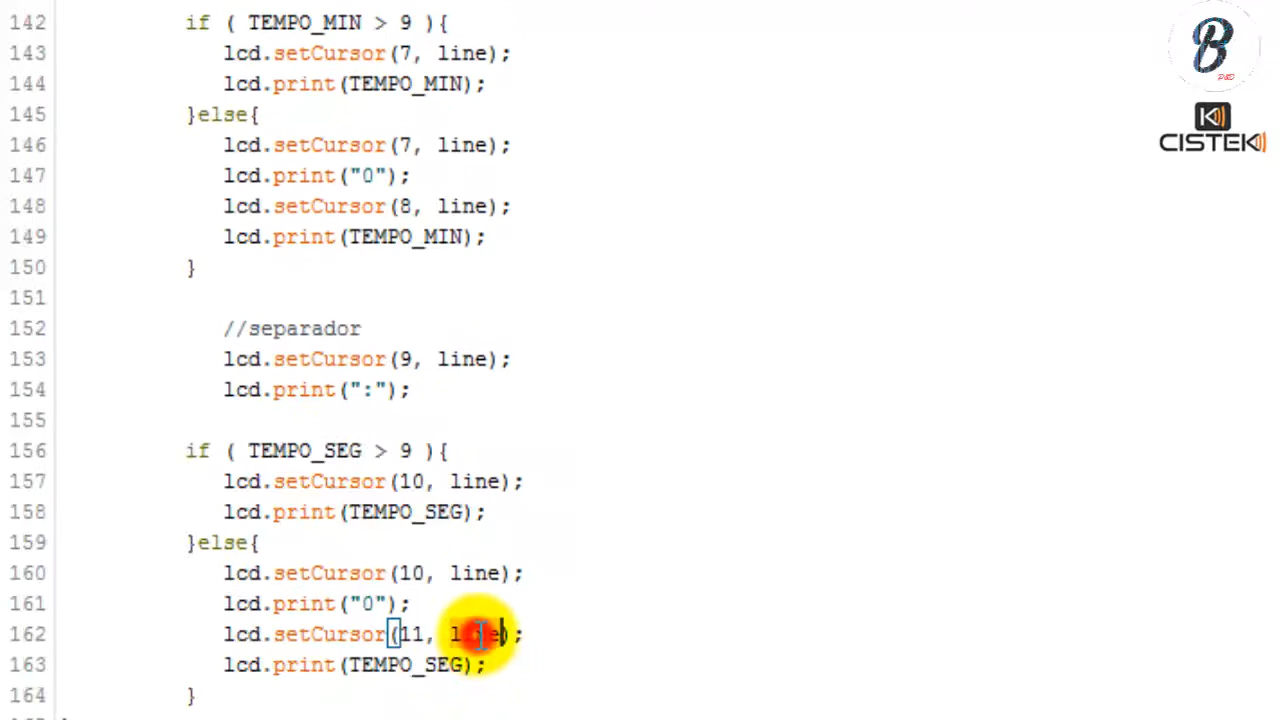 142 if ( TEMPO_MIN > 9 ){
143 lcd.setCursor(7, line);
144 lcd.print(TEMPO_MIN);
145 }else{
146 lcd.setCursor(7, line);
147 lcd.print("0");
148 lcd.setCursor(8, line);
149 lcd.print(TEMPO_MIN);
150 }
151
152 //separador
153 lcd.setCursor(9, line);
154 lcd.print(":");
155
156 if ( TEMPO_SEG > 9 ){
157 lcd.setCursor(10, line);
158 lcd.print(TEMPO_SEG);
159 }else{
160 lcd.setCursor(10, line);
161 lcd.print("0");
162 lcd.setCursor(11, line);
163 lcd.print(TEMPO_SEG);
164 }
B
CISTEK